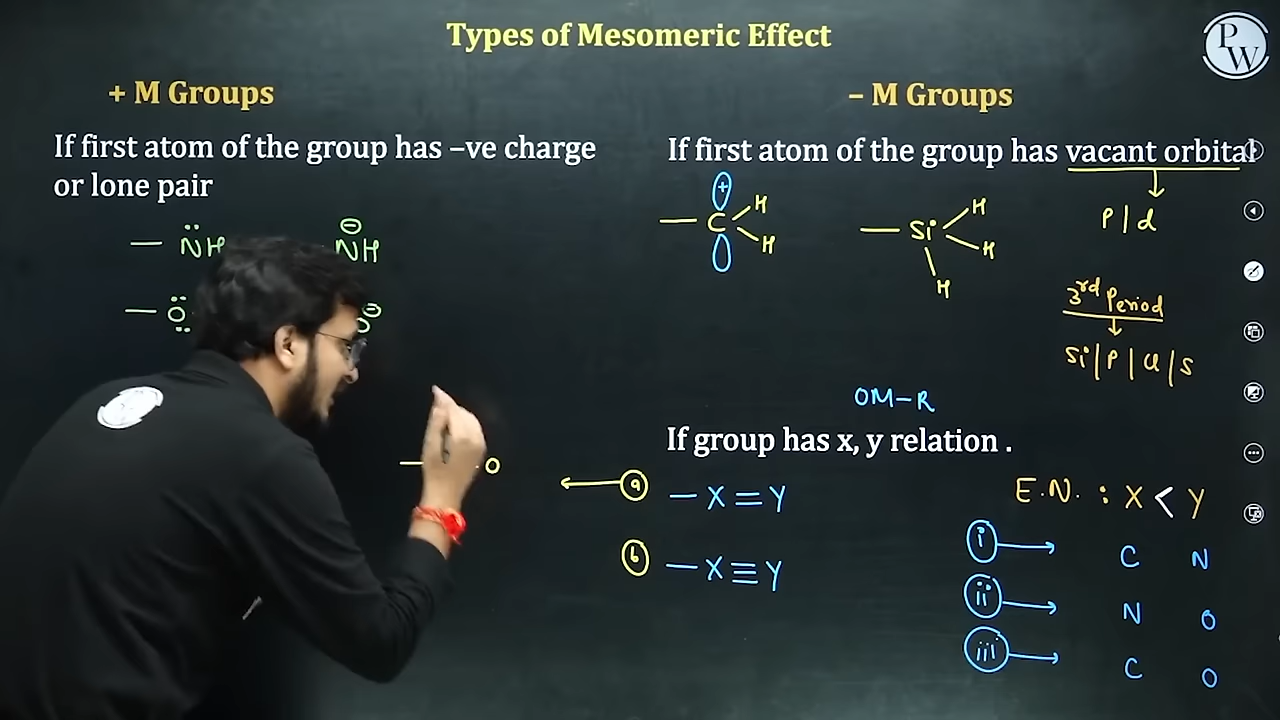 Types of Mesomeric Effect
PW
+ M Groups
– M Groups
If first atom of the group has –ve charge
or lone pair
If first atom of the group has vacant orbital
— N̈H
⊖
NH
— O
⊖
— C H H
+
— Si H H H
P/d
3rd Period
Si/P/Cl/S
OM–R
If group has x, y relation .
— O
a — X = Y
b — X ≡ Y
E.N. : X < Y
i → C N
ii → N O
iii → C O